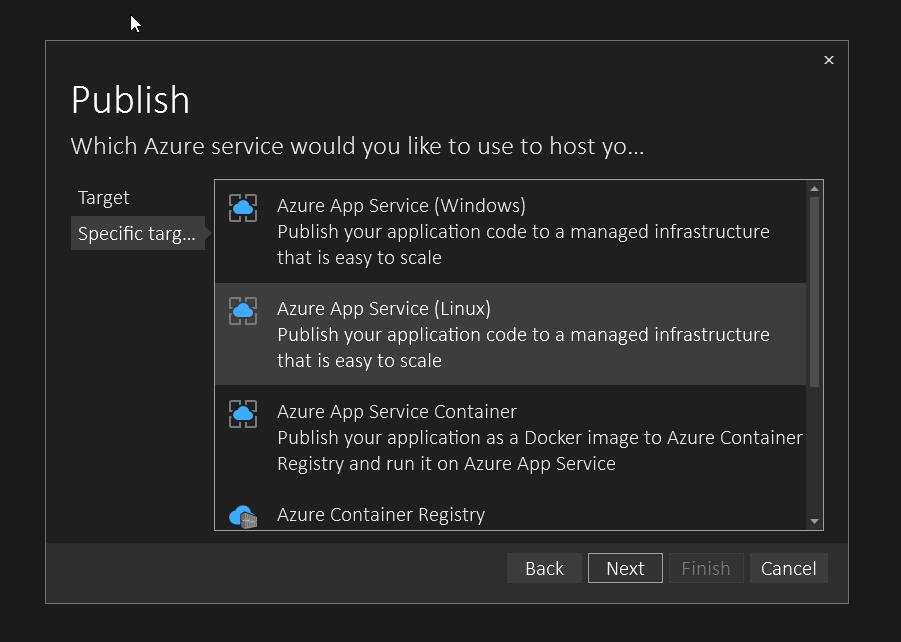 Publish
Which Azure service would you like to use to host yo...
Target
Specific targ...
Azure App Service (Windows)
Publish your application code to a managed infrastructure
that is easy to scale
Azure App Service (Linux)
Publish your application code to a managed infrastructure
that is easy to scale
Azure App Service Container
Publish your application as a Docker image to Azure Container
Registry and run it on Azure App Service
Azure Container Registry
Back
Next
Finish
Cancel